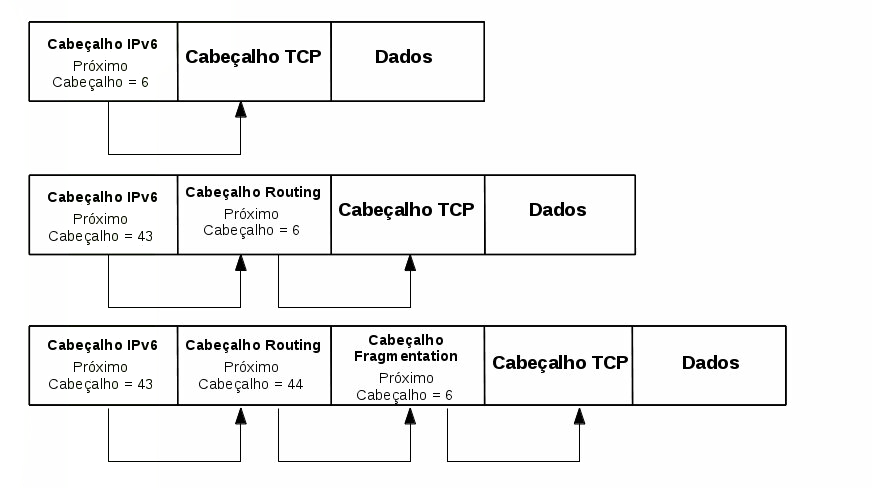 Cabeçalho IPv6
Próximo
Cabeçalho = 6
Cabeçalho TCP
Dados
Cabeçalho IPv6
Próximo
Cabeçalho = 43
Cabeçalho Routing
Próximo
Cabeçalho = 6
Cabeçalho TCP
Dados
Cabeçalho IPv6
Próximo
Cabeçalho = 43
Cabeçalho Routing
Próximo
Cabeçalho = 44
Cabeçalho
Fragmentation
Próximo
Cabeçalho = 6
Cabeçalho TCP
Dados